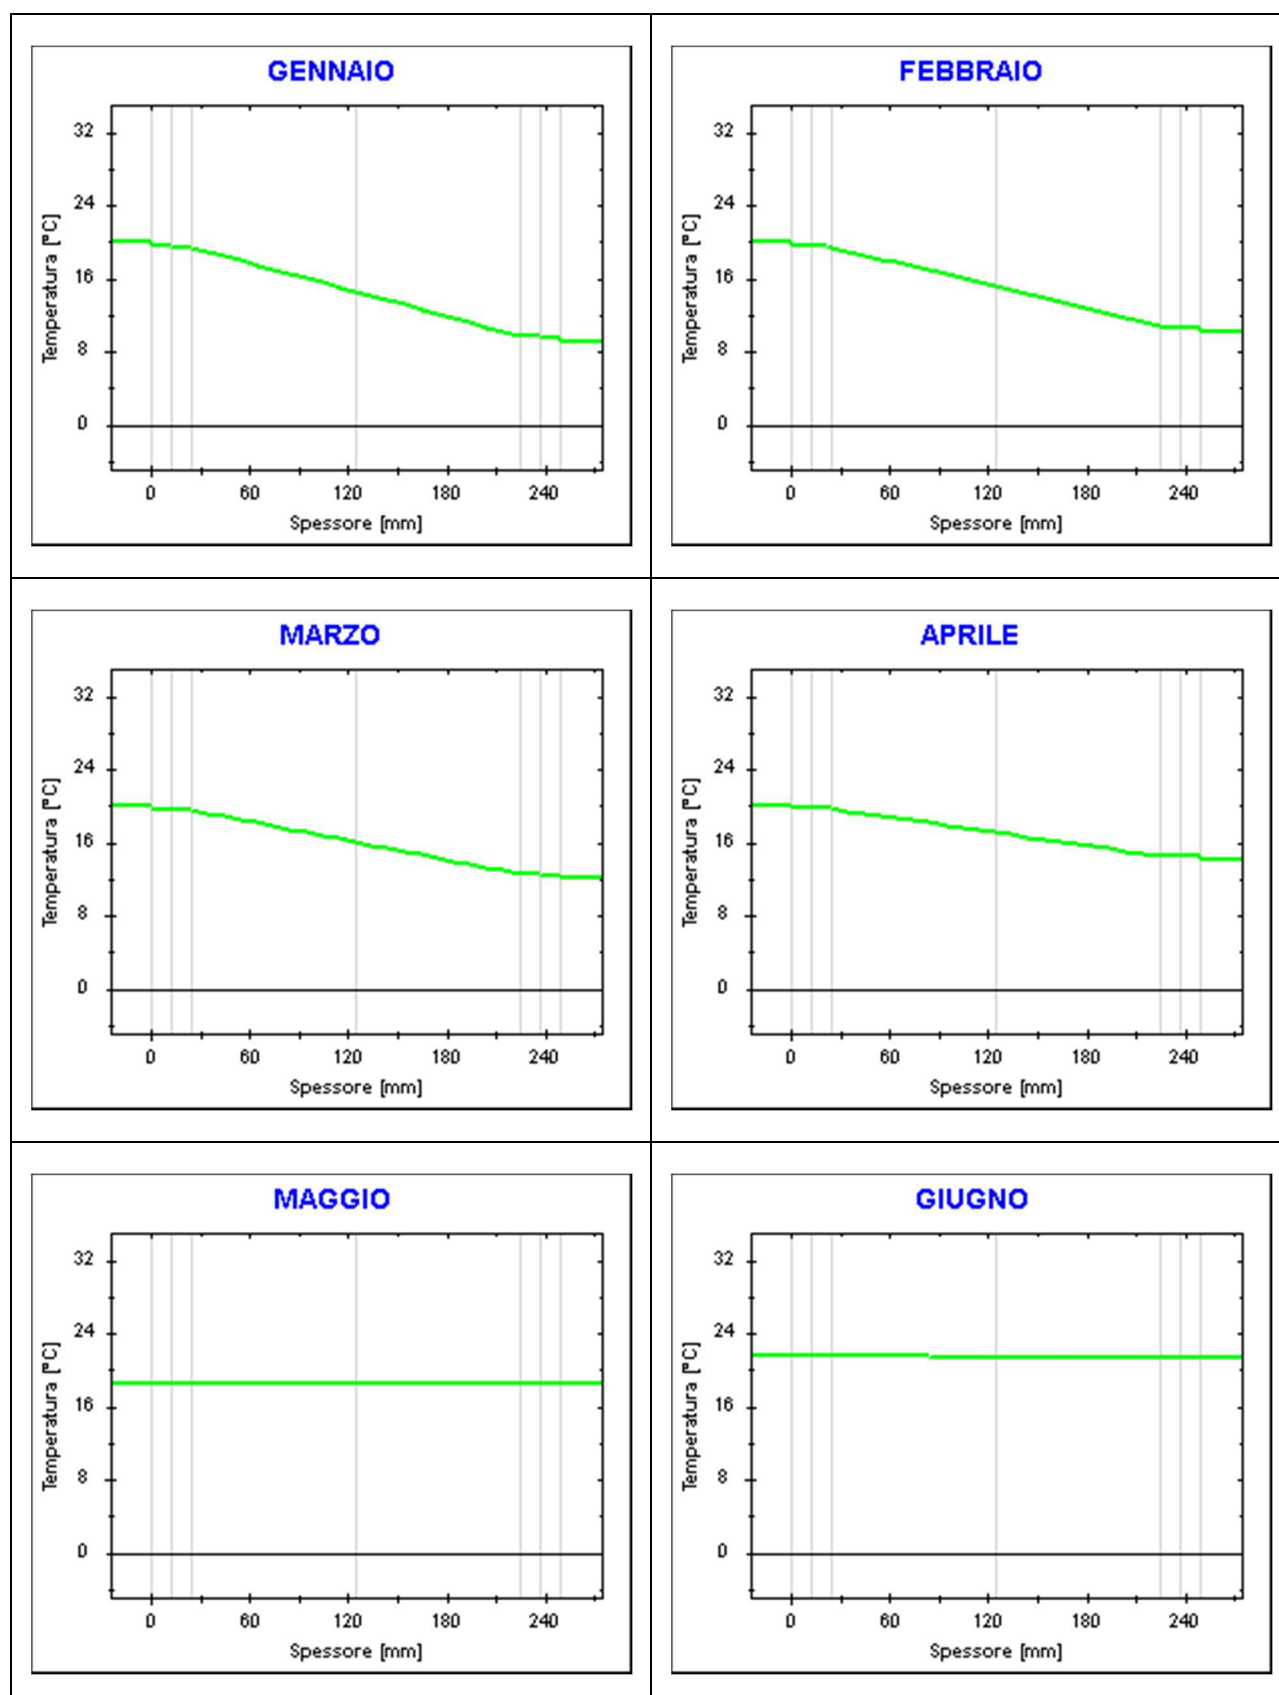 GENNAIO
32
24
16
8
0
Temperatura [°C]
0 60 120 180 240
Spessore [mm]
FEBBRAIO
32
24
16
8
0
Temperatura [°C]
0 60 120 180 240
Spessore [mm]
MARZO
32
24
16
8
0
Temperatura [°C]
0 60 120 180 240
Spessore [mm]
APRILE
32
24
16
8
0
Temperatura [°C]
0 60 120 180 240
Spessore [mm]
MAGGIO
32
24
16
8
0
Temperatura [°C]
0 60 120 180 240
Spessore [mm]
GIUGNO
32
24
16
8
0
Temperatura [°C]
0 60 120 180 240
Spessore [mm]